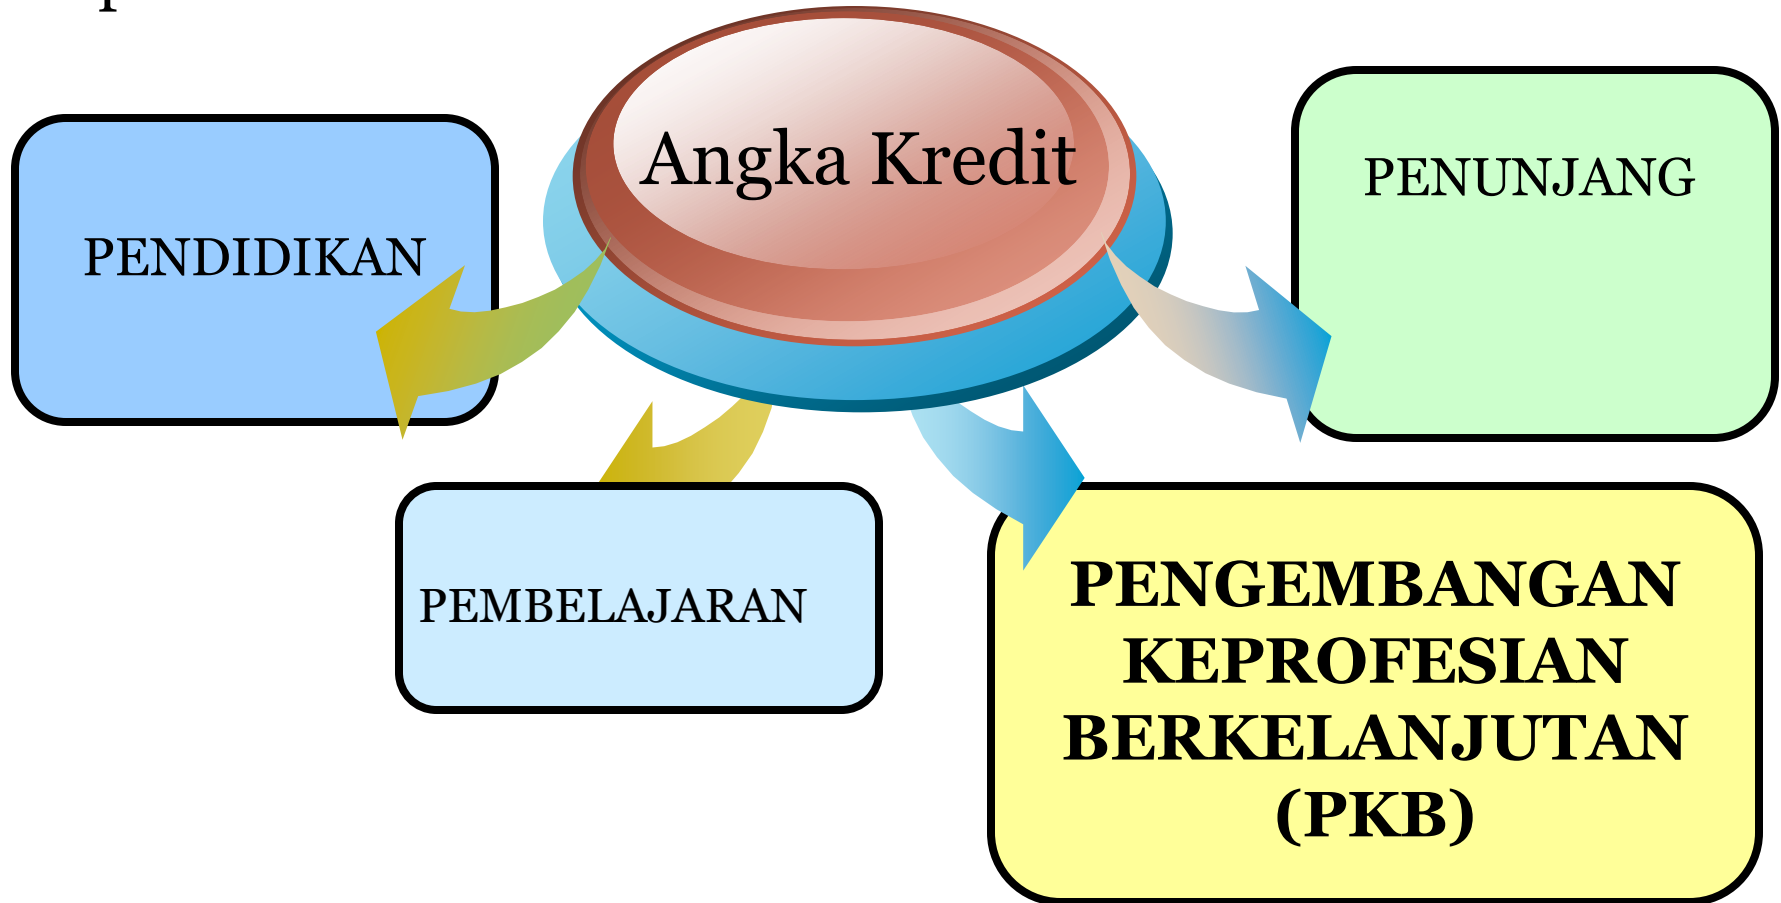 Angka Kredit
PENDIDIKAN
PENUNJANG
PEMBELAJARAN
PENGEMBANGAN
KEPROFESIAN
BERKELANJUTAN
(PKB)